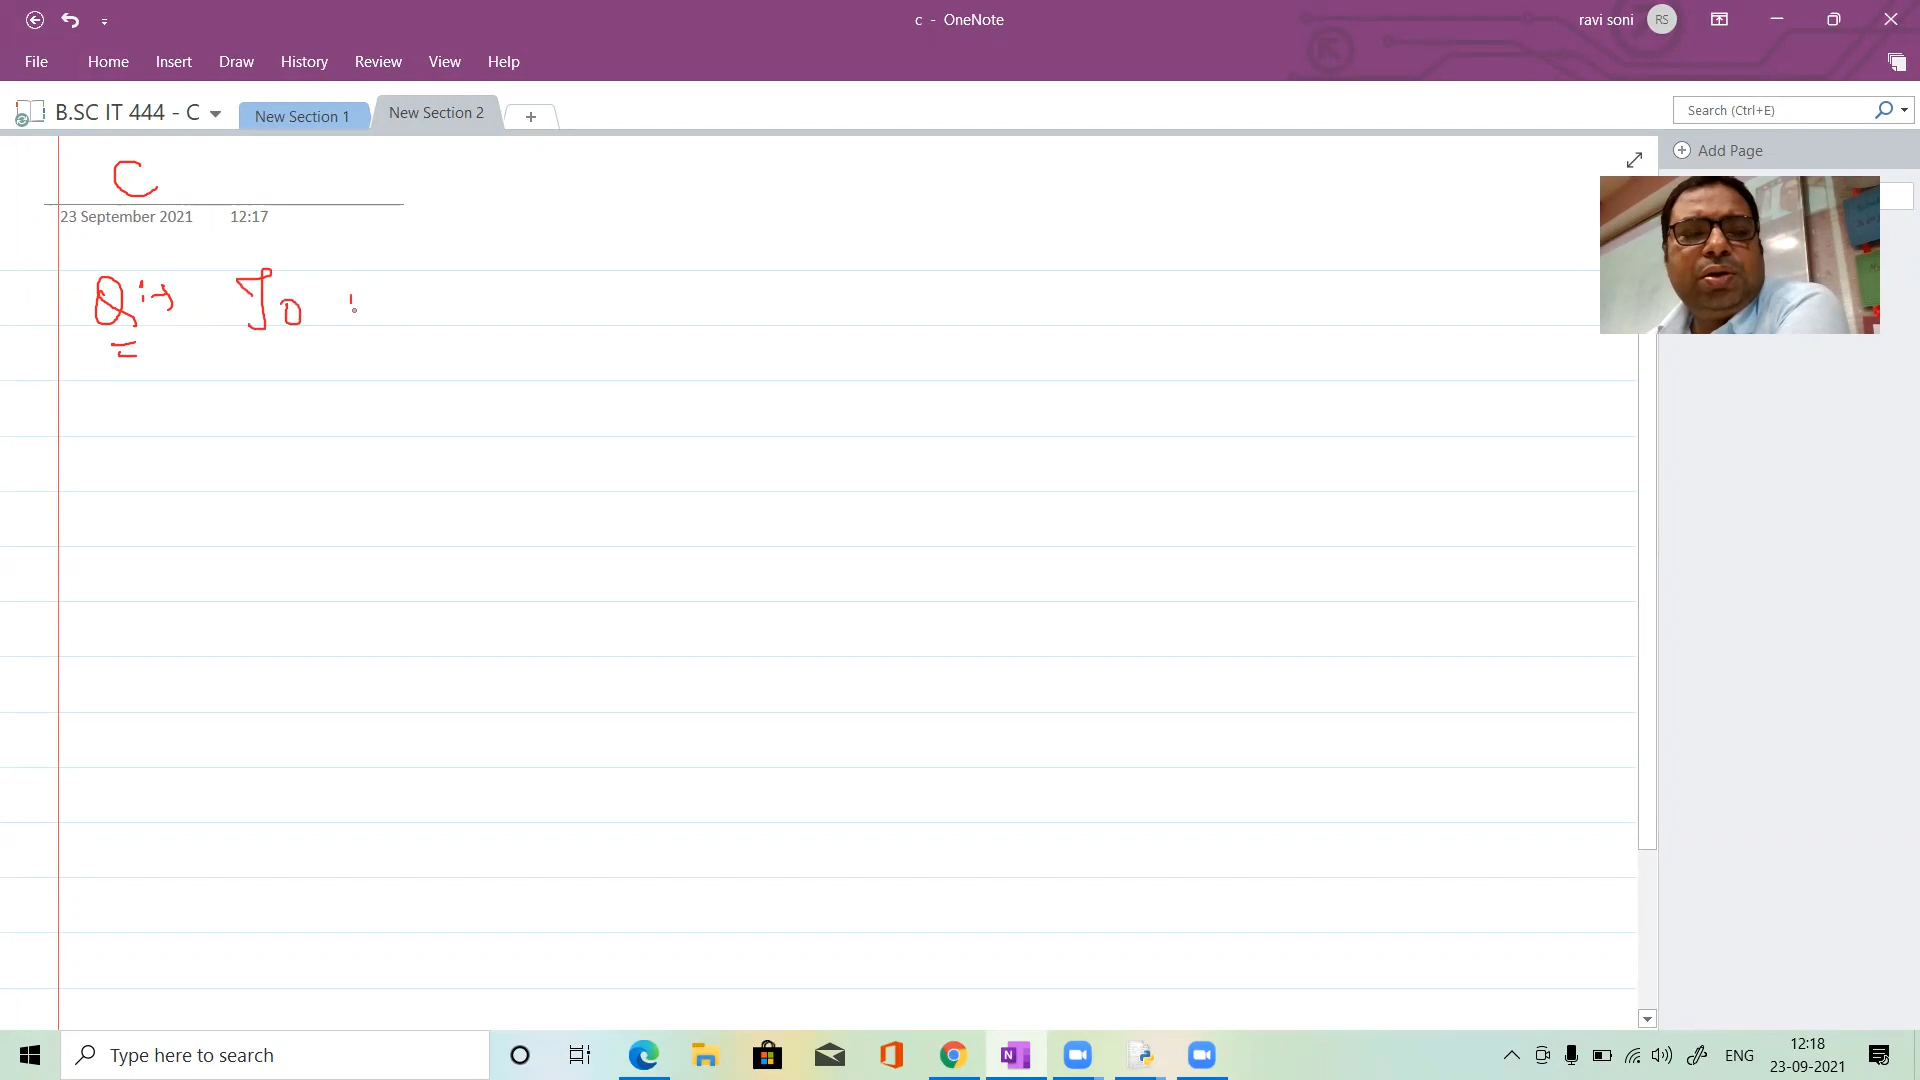 c - OneNote
ravi soni RS
File Home Insert Draw History Review View Help
B.SC IT 444 - C New Section 1 New Section 2 +
Search (Ctrl+E)
Add Page
C
23 September 2021 12:17
Q:→ To
Type here to search
ENG
12:18
23-09-2021